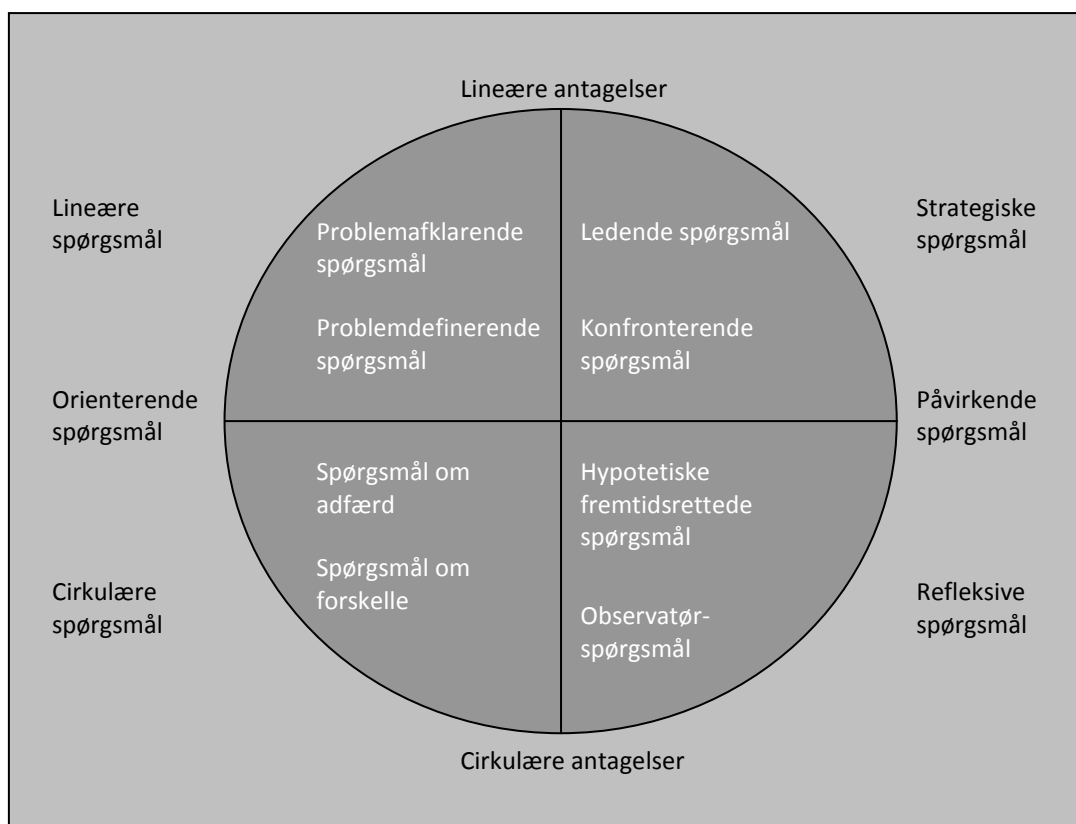 Lineære antagelser
Lineære
spørgsmål
Problemafklarende
spørgsmål
Ledende spørgsmål
Strategiske
spørgsmål
Problemdefinerende
spørgsmål
Konfronterende
spørgsmål
Orienterende
spørgsmål
Påvirkende
spørgsmål
Spørgsmål om
adfærd
Hypotetiske
fremtidsrettede
spørgsmål
Cirkulære
spørgsmål
Spørgsmål om
forskelle
Observatør-
spørgsmål
Refleksive
spørgsmål
Cirkulære antagelser